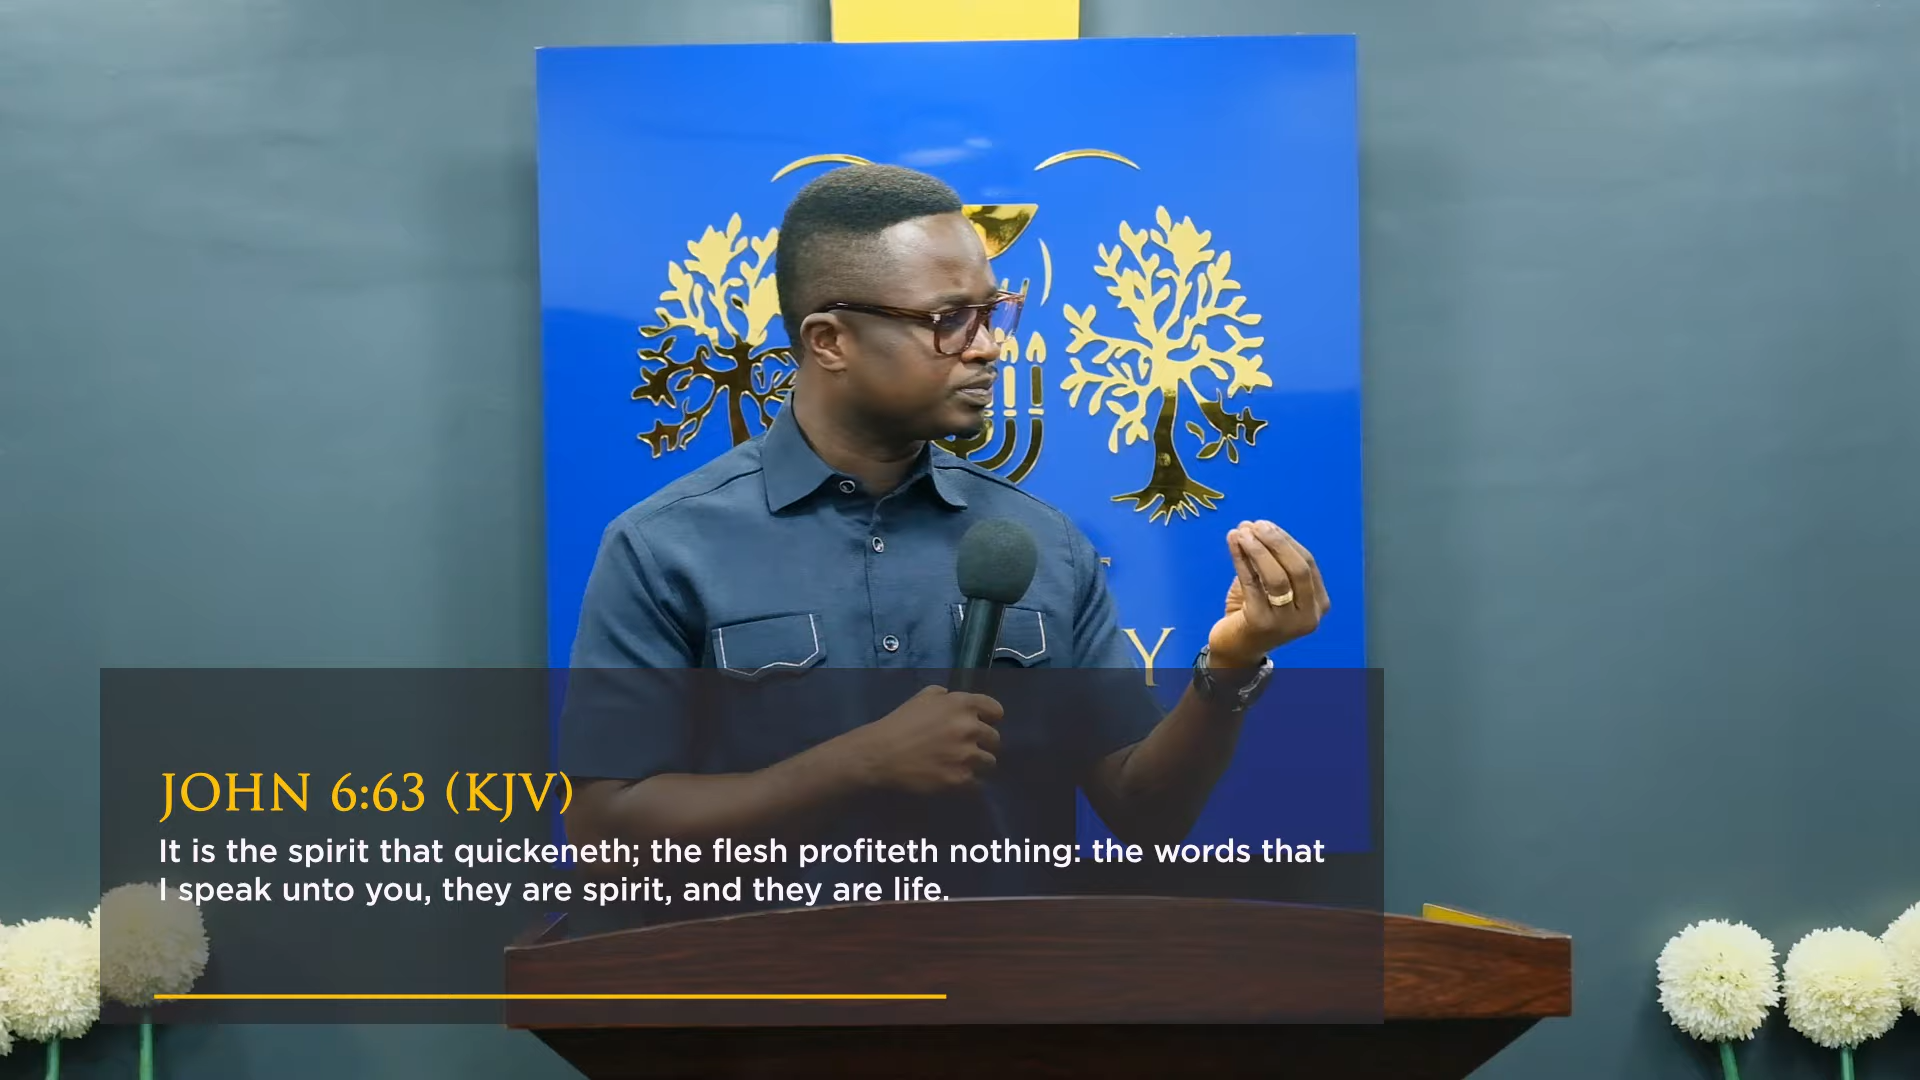 Y
JOHN 6:63 (KJV)
It is the spirit that quickeneth; the flesh profiteth nothing: the words that
I speak unto you, they are spirit, and they are life.